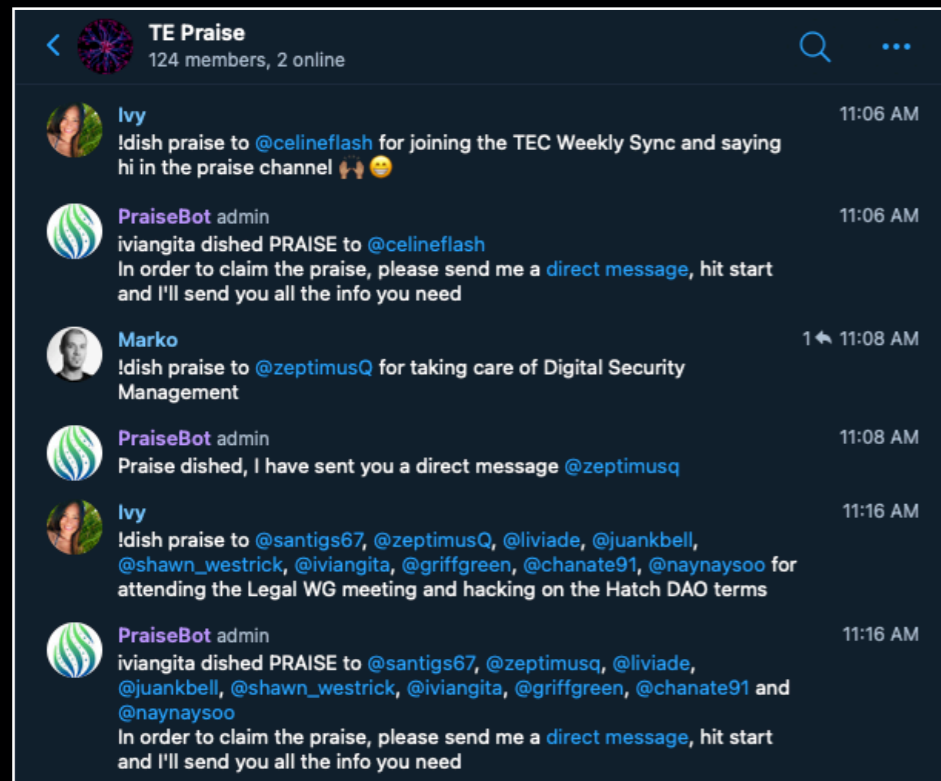 TE Praise
124 members, 2 online
Ivy 11:06 AM
!dish praise to @celineflash for joining the TEC Weekly Sync and saying
hi in the praise channel 🙌🏽 😁
PraiseBot admin 11:06 AM
iviangita dished PRAISE to @celineflash
In order to claim the praise, please send me a direct message, hit start
and I'll send you all the info you need
Marko 1 11:08 AM
!dish praise to @zeptimusQ for taking care of Digital Security
Management
PraiseBot admin 11:08 AM
Praise dished, I have sent you a direct message @zeptimusq
Ivy 11:16 AM
!dish praise to @santigs67, @zeptimusQ, @liviade, @juankbell,
@shawn_westrick, @iviangita, @griffgreen, @chanate91, @naynaysoo for
attending the Legal WG meeting and hacking on the Hatch DAO terms
PraiseBot admin 11:16 AM
iviangita dished PRAISE to @santigs67, @zeptimusq, @liviade,
@juankbell, @shawn_westrick, @iviangita, @griffgreen, @chanate91 and
@naynaysoo
In order to claim the praise, please send me a direct message, hit start
and I'll send you all the info you need